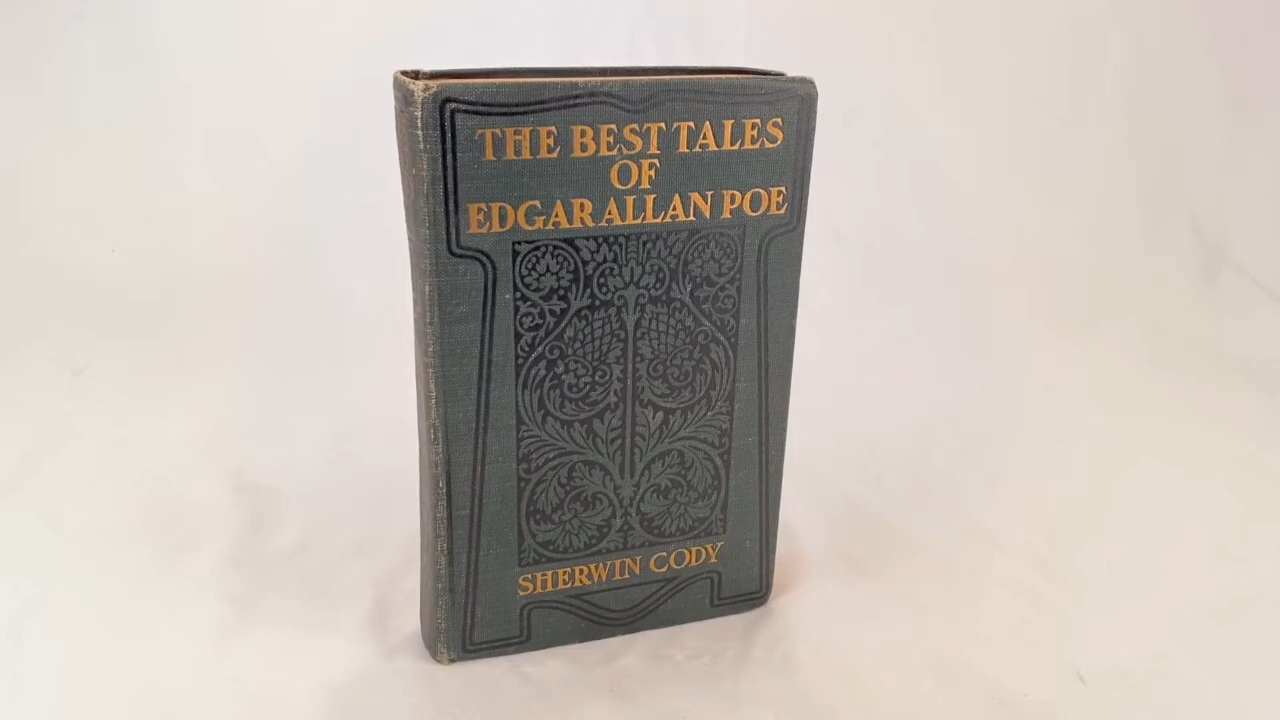 THE BEST TALES
OF
EDGAR ALLAN POE
SHERWIN CODY